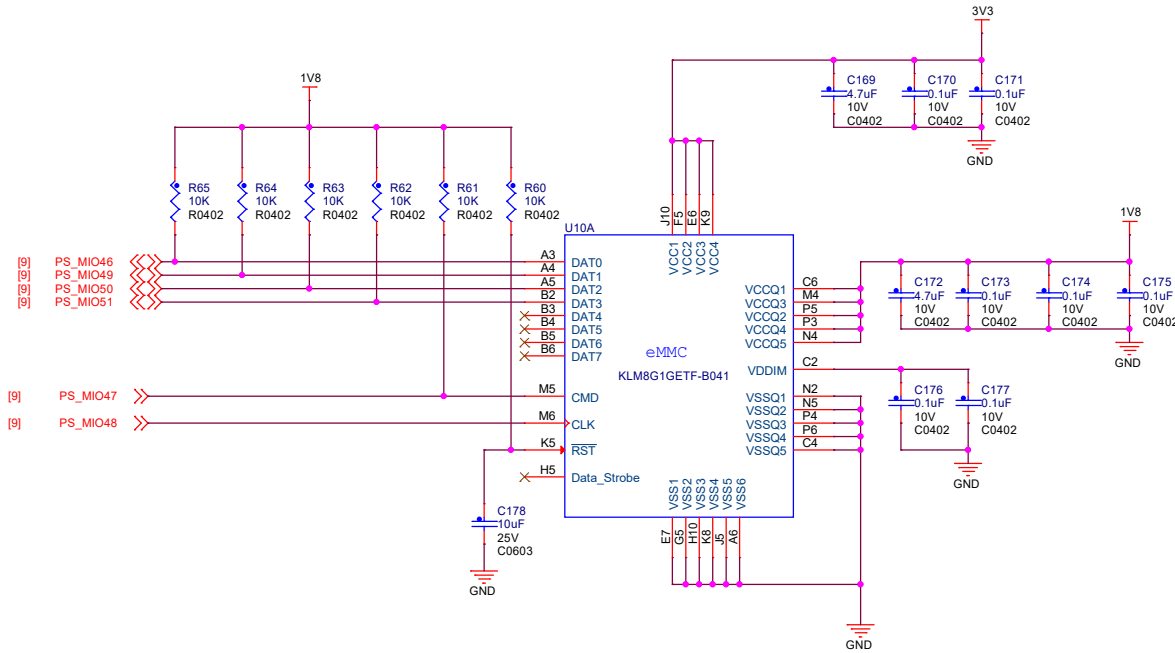 3V3
C169
4.7uF
10V
C0402
C170
0.1uF
10V
C0402
C171
0.1uF
10V
C0402
GND
1V8
R65
10K
R0402
R64
10K
R0402
R63
10K
R0402
R62
10K
R0402
R61
10K
R0402
R60
10K
R0402
U10A
J10
F5
E6
K9
VCC1
VCC2
VCC3
VCC4
[9] PS_MIO46
[9] PS_MIO49
[9] PS_MIO50
[9] PS_MIO51
A3 DAT0
A4 DAT1
A5 DAT2
B2 DAT3
B3 DAT4
B4 DAT5
B5 DAT6
B6 DAT7
[9] PS_MIO47
M5 CMD
[9] PS_MIO48
M6 CLK
K5 RST
H5 Data_Strobe
eMMC
KLM8G1GETF-B041
VCCQ1 C6
VCCQ3 M4
VCCQ2 P5
VCCQ4 P3
VCCQ5 N4
VDDIM C2
VSSQ1 N2
VSSQ2 N5
VSSQ3 P4
VSSQ4 P6
VSSQ5 C4
1V8
C172
4.7uF
10V
C0402
C173
0.1uF
10V
C0402
C174
0.1uF
10V
C0402
C175
0.1uF
10V
C0402
GND
C176
0.1uF
10V
C0402
C177
0.1uF
10V
C0402
GND
VSS1
VSS2
VSS3
VSS4
VSS5
VSS6
E7
G5
H10
K8
J5
A6
C178
10uF
25V
C0603
GND
GND